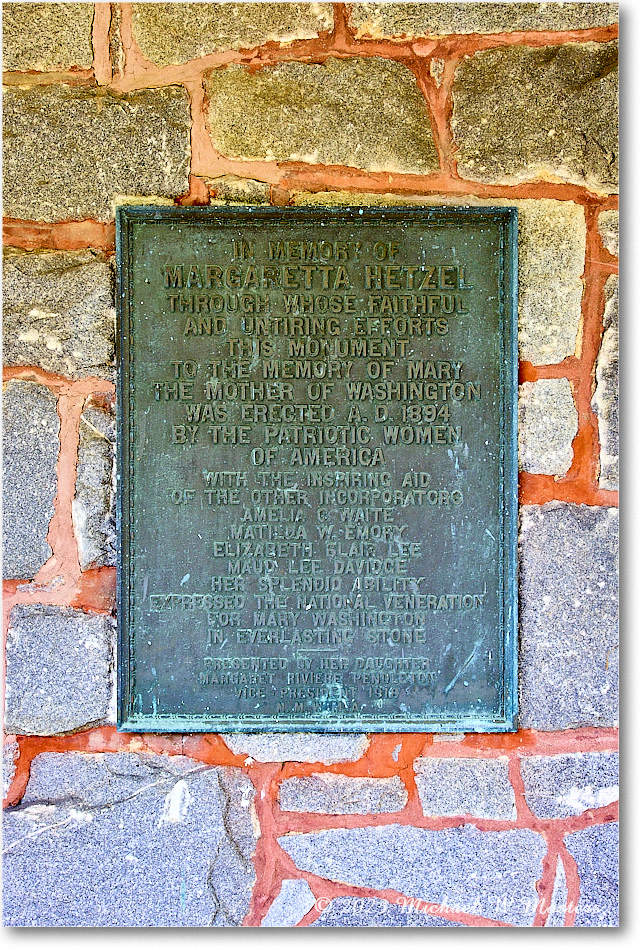 IN MEMORY OF
MARGARETTA HETZEL
THROUGH WHOSE FAITHFUL
AND UNTIRING EFFORTS
THIS MONUMENT
TO THE MEMORY OF MARY
THE MOTHER OF WASHINGTON
WAS ERECTED A.D. 1894
BY THE PATRIOTIC WOMEN
OF AMERICA
WITH THE INSPIRING AID
OF THE OTHER INCORPORATORS
AMELIA C. WAITE
MATILDA W. EMORY
ELIZABETH BLAIR LEE
MAUD LEE DAVIDGE
HER SPLENDID ABILITY
EXPRESSED THE NATIONAL VENERATION
FOR MARY WASHINGTON
IN EVERLASTING STONE
PRESENTED BY HER DAUGHTER
MARGARET RIVIERE PENDLETON
VICE PRESIDENT 1918
© 2023 Michael W.